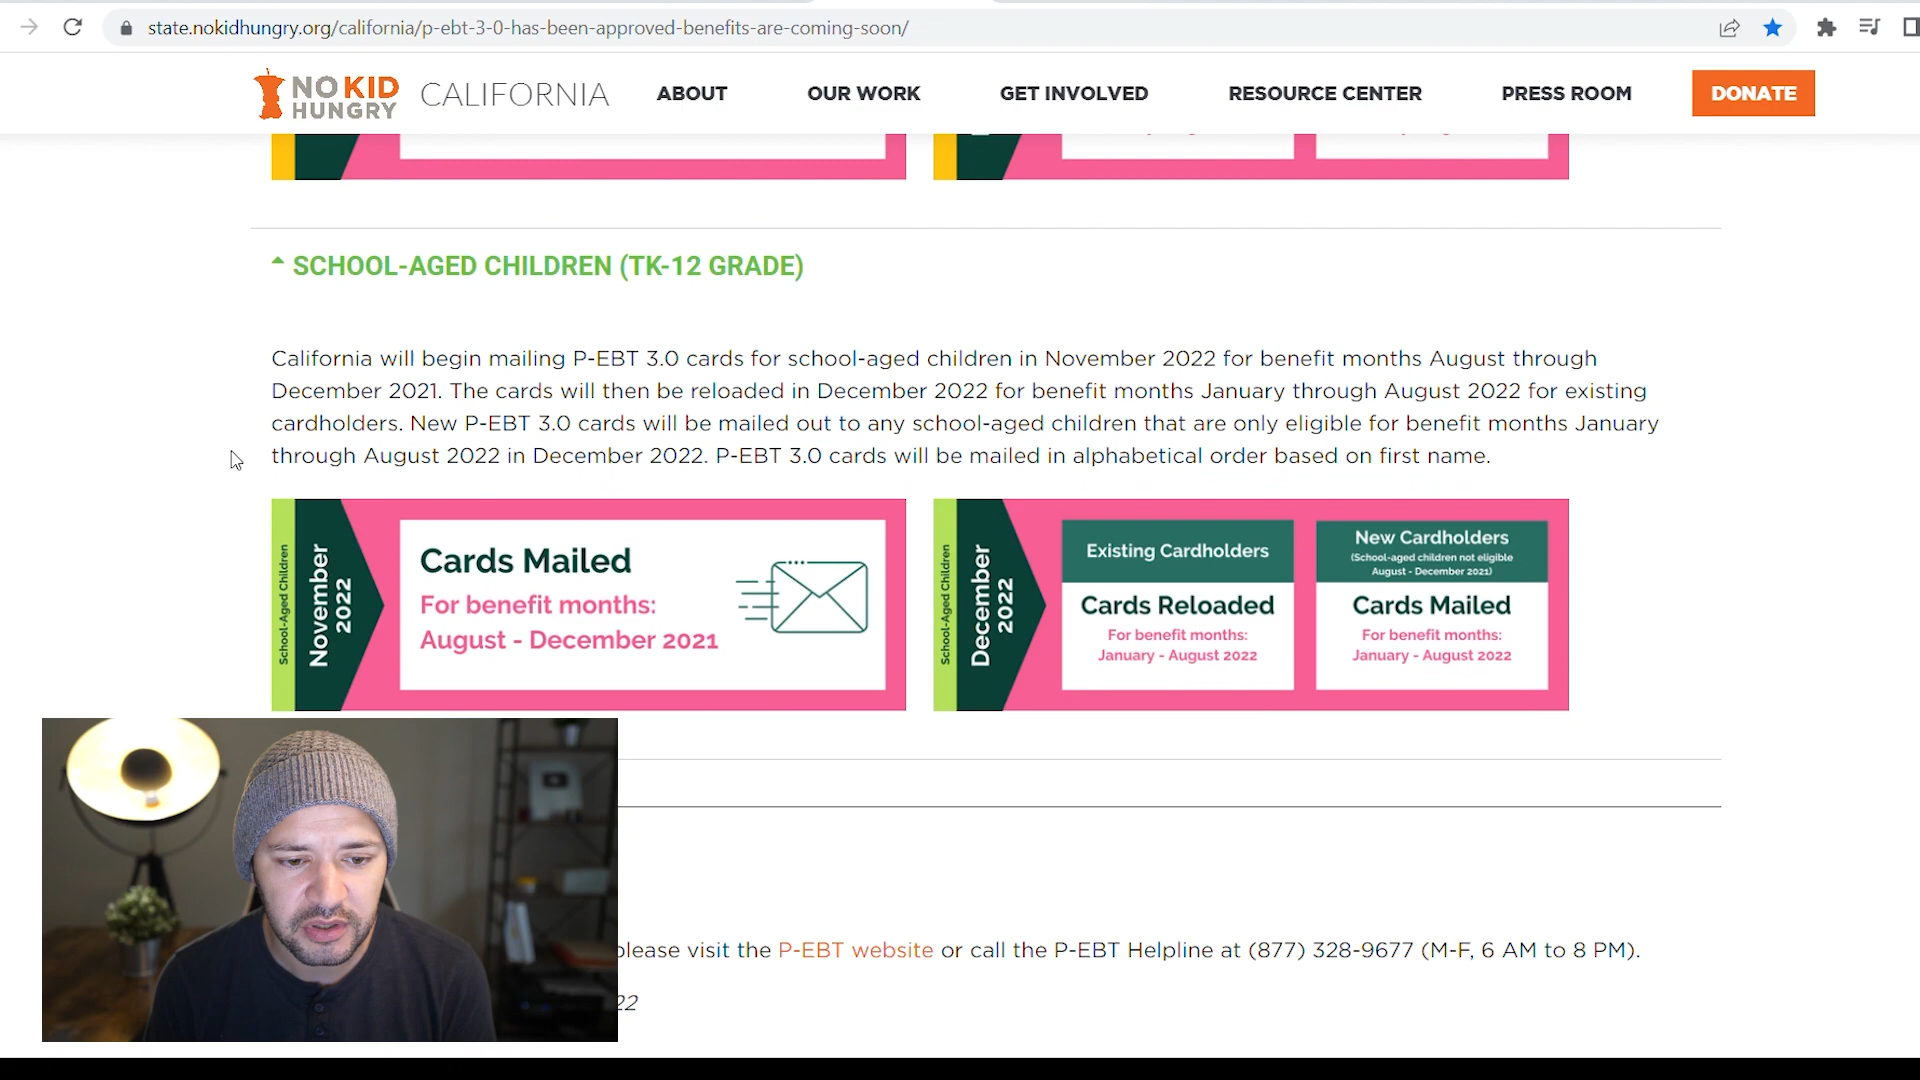 state.nokidhungry.org/california/p-ebt-3-0-has-been-approved-benefits-are-coming-soon/
NO KID
HUNGRY
CALIFORNIA
ABOUT
OUR WORK
GET INVOLVED
RESOURCE CENTER
PRESS ROOM
DONATE
SCHOOL-AGED CHILDREN (TK-12 GRADE)
California will begin mailing P-EBT 3.0 cards for school-aged children in November 2022 for benefit months August through
December 2021. The cards will then be reloaded in December 2022 for benefit months January through August 2022 for existing
cardholders. New P-EBT 3.0 cards will be mailed out to any school-aged children that are only eligible for benefit months January
through August 2022 in December 2022. P-EBT 3.0 cards will be mailed in alphabetical order based on first name.
School-Aged Children
November
2022
Cards Mailed
For benefit months:
August - December 2021
School-Aged Children
December
2022
Existing Cardholders
Cards Reloaded
For benefit months:
January - August 2022
New Cardholders
(School-aged children not eligible
August - December 2021)
Cards Mailed
For benefit months:
January - August 2022
please visit the P-EBT website or call the P-EBT Helpline at (877) 328-9677 (M-F, 6 AM to 8 PM).
22